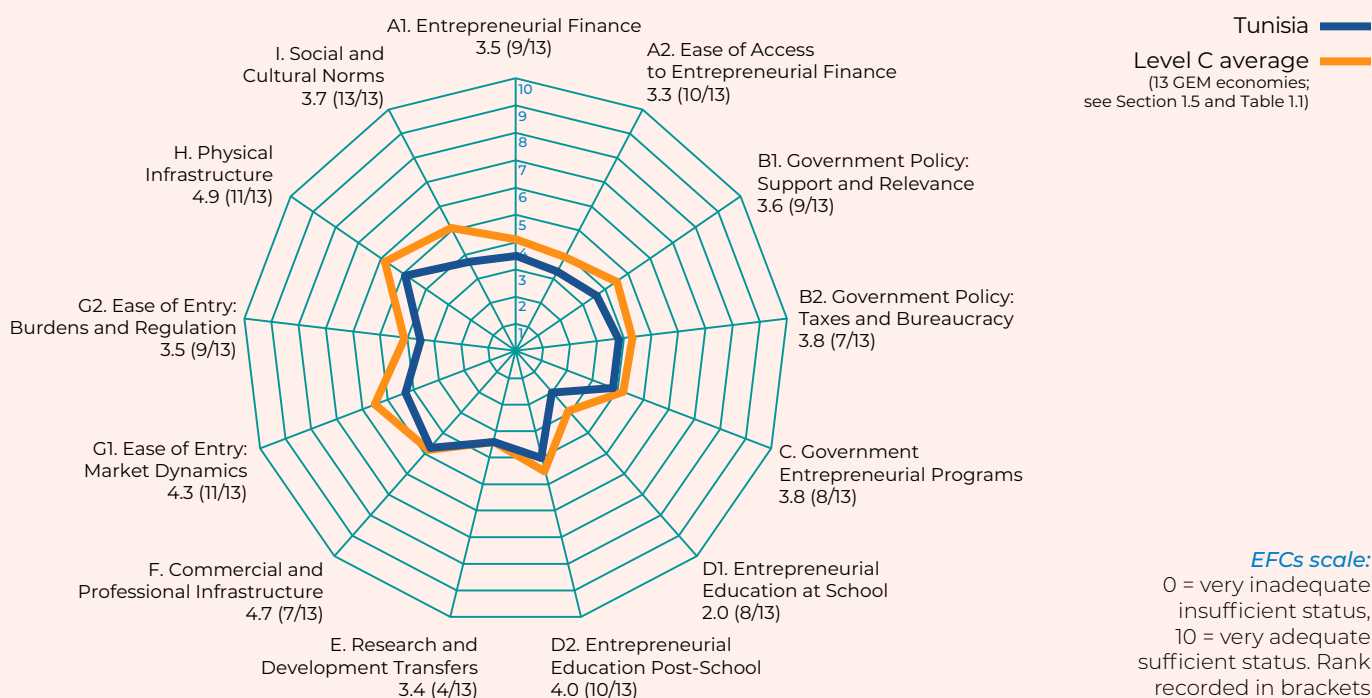 A1. Entrepreneurial Finance
3.5 (9/13)
A2. Ease of Access
to Entrepreneurial Finance
3.3 (10/13)
B1. Government Policy:
Support and Relevance
3.6 (9/13)
B2. Government Policy:
Taxes and Bureaucracy
3.8 (7/13)
C. Government
Entrepreneurial Programs
3.8 (8/13)
D1. Entrepreneurial
Education at School
2.0 (8/13)
D2. Entrepreneurial
Education Post-School
4.0 (10/13)
E. Research and
Development Transfers
3.4 (4/13)
F. Commercial and
Professional Infrastructure
4.7 (7/13)
G1. Ease of Entry:
Market Dynamics
4.3 (11/13)
G2. Ease of Entry:
Burdens and Regulation
3.5 (9/13)
H. Physical
Infrastructure
4.9 (11/13)
I. Social and
Cultural Norms
3.7 (13/13)
10
9
8
7
6
5
4
3
2
1
Tunisia
Level C average
(13 GEM economies;
see Section 1.5 and Table 1.1)
EFCs scale:
0 = very inadequate
insufficient status,
10 = very adequate
sufficient status. Rank
recorded in brackets